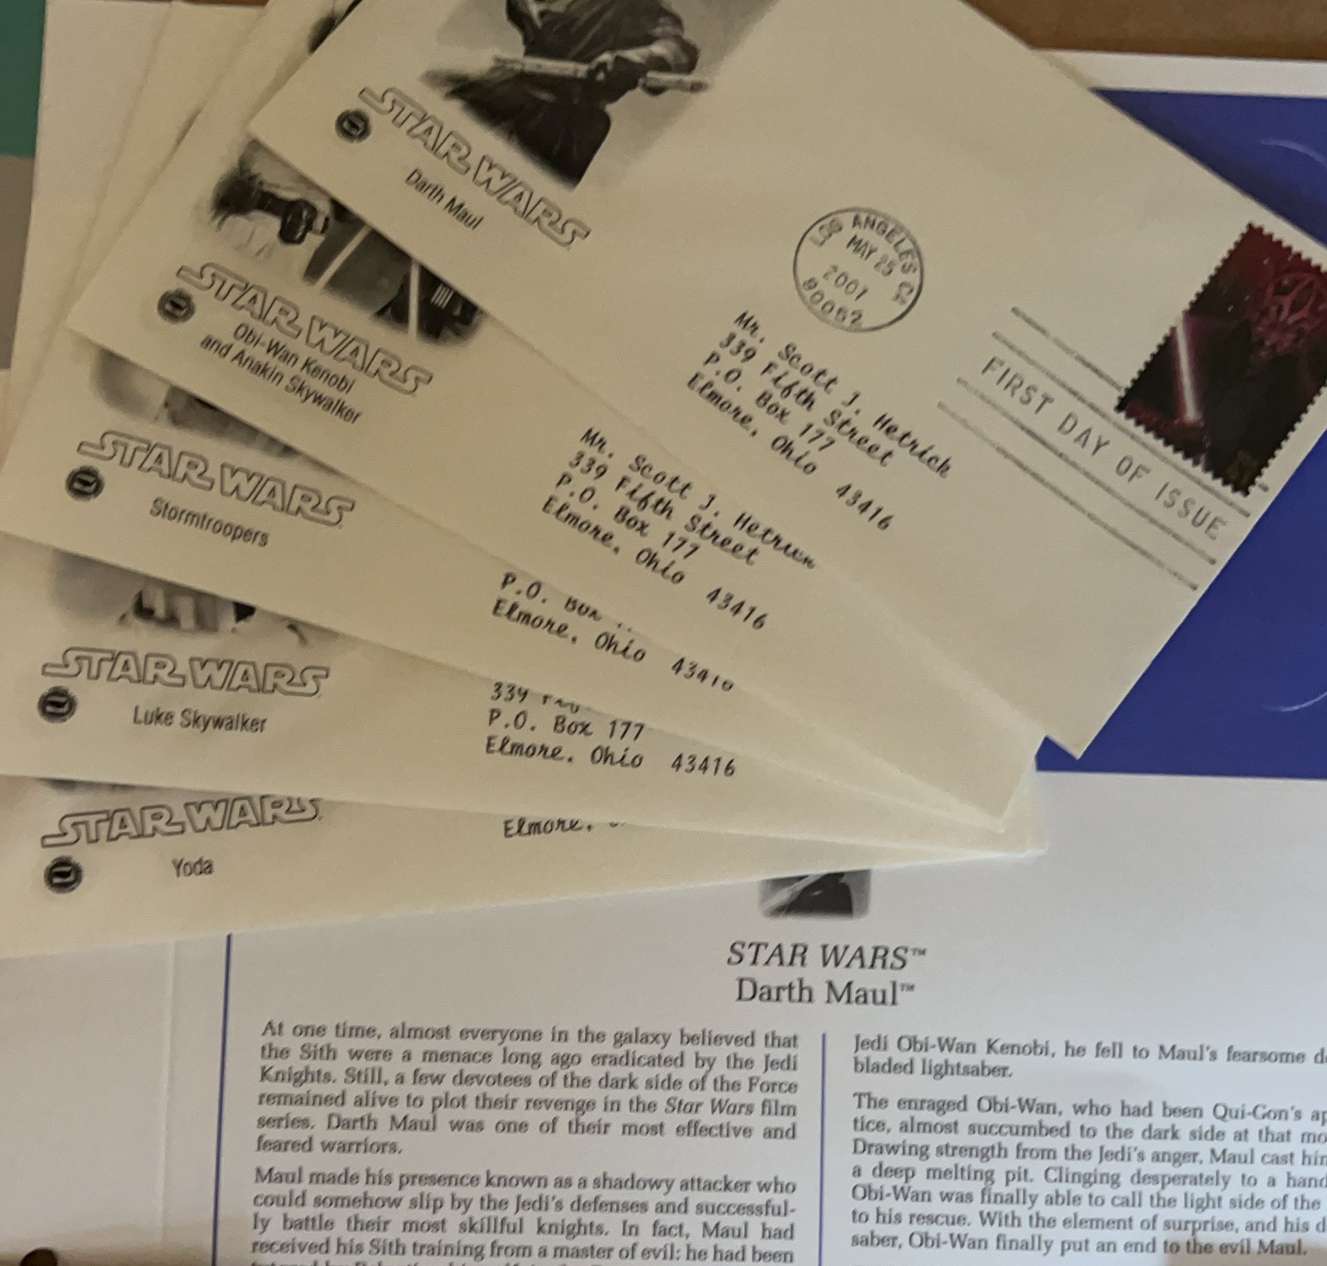 STAR WARS
Darth Maul
LOS ANGELES CA
MAY 25
2007
90052
Mr. Scott J. Hetrick
339 Fifth Street
P.O. Box 177
Elmore, Ohio 43416
FIRST DAY OF ISSUE
STAR WARS
Obi-Wan Kenobi
and Anakin Skywalker
Mr. Scott J.
339 Fifth Street
P.O. Box 177
Elmore, Ohio 43416
STAR WARS
Stormtroopers
P.O.
Elmore, Ohio 43416
STAR WARS
Luke Skywalker
339
P.O. Box 177
Elmore, Ohio 43416
STAR WARS
Yoda
Elmore,
STAR WARS™
Darth Maul™
At one time, almost everyone in the galaxy believed that
the Sith were a menace long ago eradicated by the Jedi
Knights. Still, a few devotees of the dark side of the Force
remained alive to plot their revenge in the Star Wars film
series. Darth Maul was one of their most effective and
feared warriors.
Maul made his presence known as a shadowy attacker who
could somehow slip by the Jedi's defenses and successful-
ly battle their most skillful knights. In fact, Maul had
received his Sith training from a master of evil: he had been
Jedi Obi-Wan Kenobi, he fell to Maul's fearsome d
bladed lightsaber.
The enraged Obi-Wan, who had been Qui-Gon's ap
tice, almost succumbed to the dark side at that mo
Drawing strength from the Jedi's anger, Maul cast him
a deep melting pit. Clinging desperately to a hand
Obi-Wan was finally able to call the light side of the
to his rescue. With the element of surprise, and his d
saber, Obi-Wan finally put an end to the evil Maul.